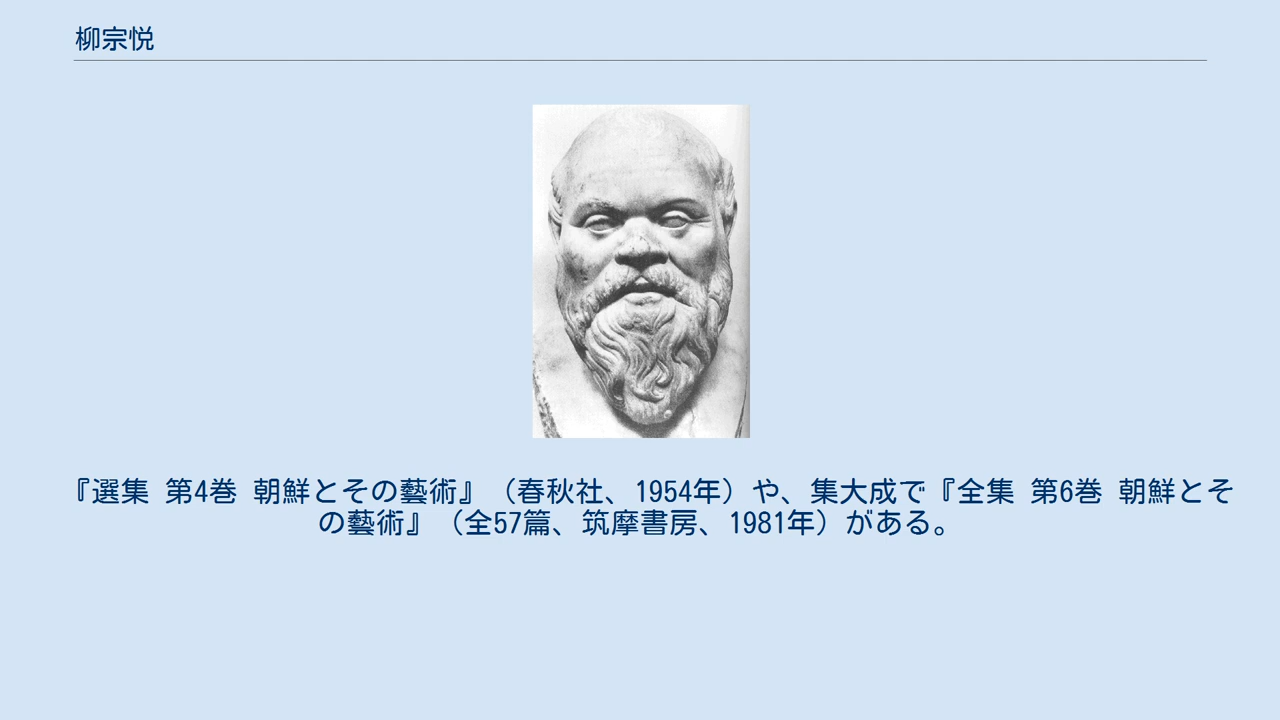 柳宗悦
『選集 第4巻 朝鮮とその藝術』（春秋社、1954年）や、集大成で『全集 第6巻 朝鮮とそ
の藝術』（全57篇、筑摩書房、1981年）がある。